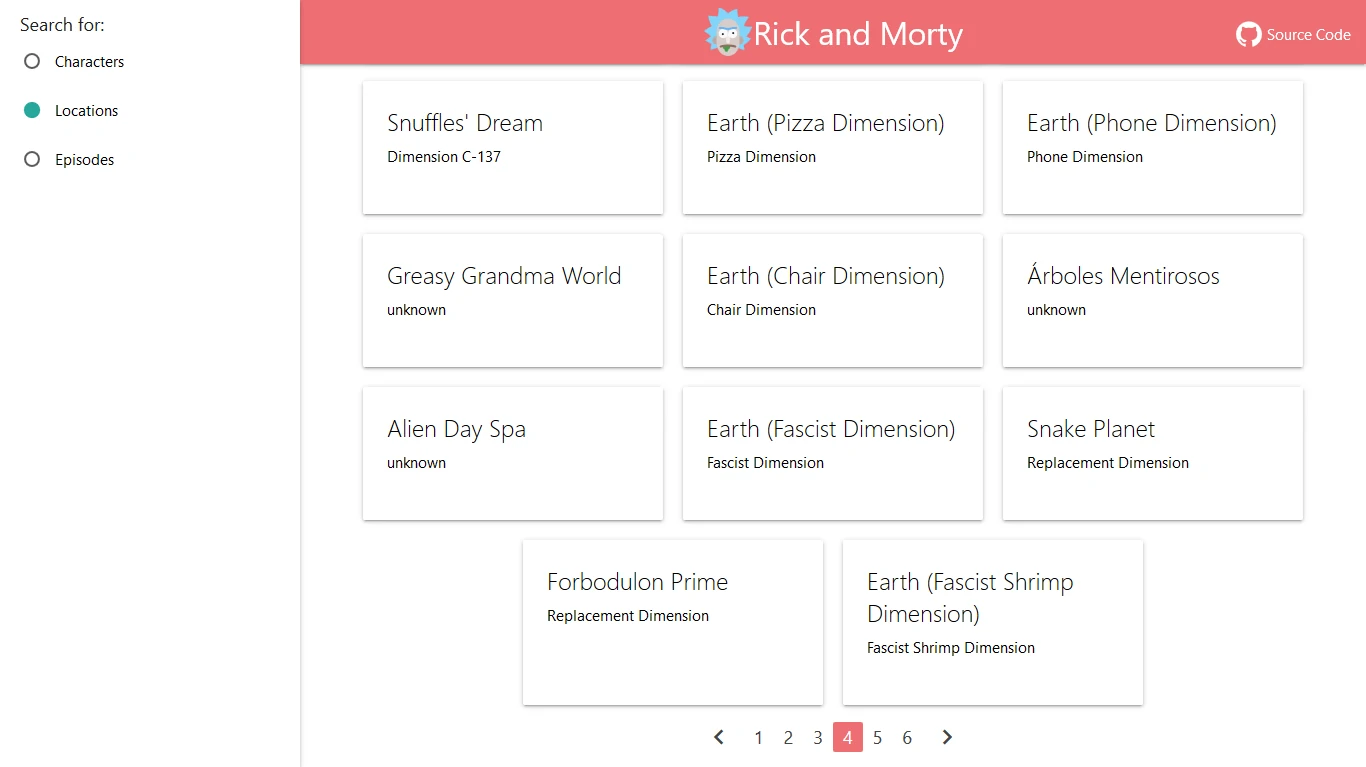 Search for:
Characters
Locations
Episodes
Rick and Morty
Source Code
Snuffles' Dream
Dimension C-137
Earth (Pizza Dimension)
Pizza Dimension
Earth (Phone Dimension)
Phone Dimension
Greasy Grandma World
unknown
Earth (Chair Dimension)
Chair Dimension
Árboles Mentirosos
unknown
Alien Day Spa
unknown
Earth (Fascist Dimension)
Fascist Dimension
Snake Planet
Replacement Dimension
Forbodulon Prime
Replacement Dimension
Earth (Fascist Shrimp
Dimension)
Fascist Shrimp Dimension
1 2 3 4 5 6